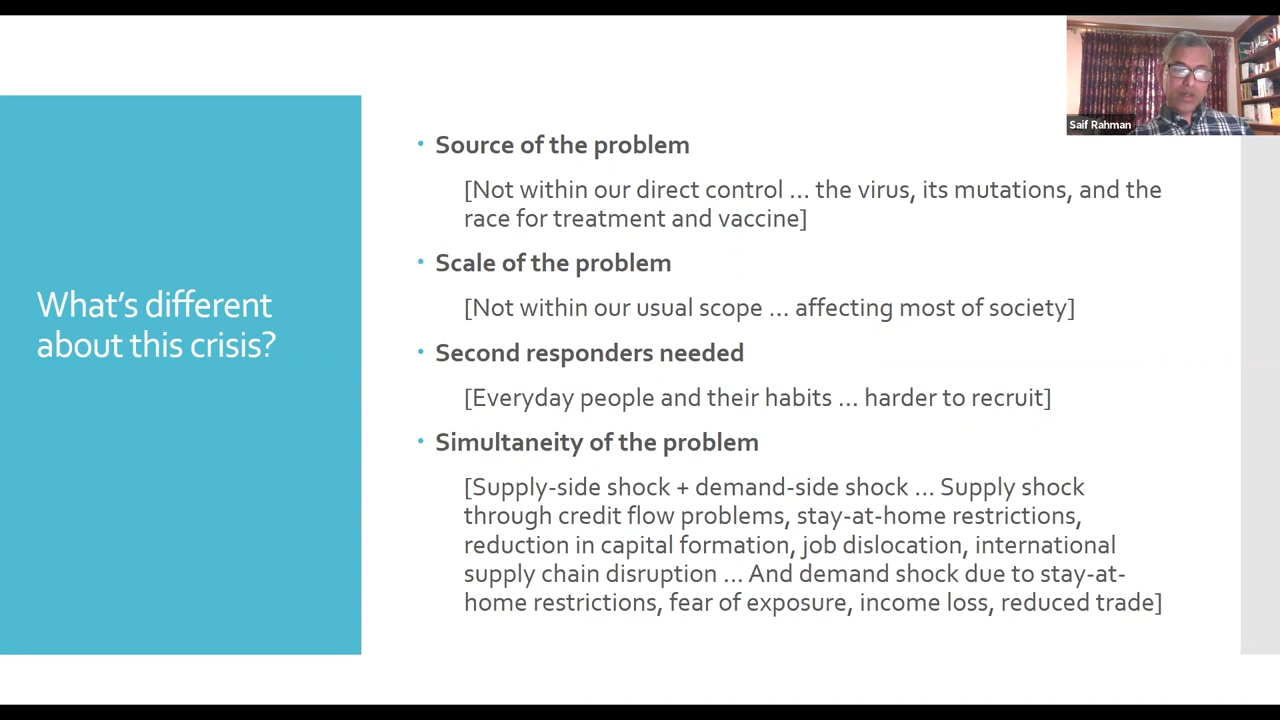 Saif Rahman
What's different
about this crisis?
• Source of the problem
[Not within our direct control … the virus, its mutations, and the
race for treatment and vaccine]
• Scale of the problem
[Not within our usual scope … affecting most of society]
• Second responders needed
[Everyday people and their habits … harder to recruit]
• Simultaneity of the problem
[Supply-side shock + demand-side shock … Supply shock
through credit flow problems, stay-at-home restrictions,
reduction in capital formation, job dislocation, international
supply chain disruption … And demand shock due to stay-at-
home restrictions, fear of exposure, income loss, reduced trade]